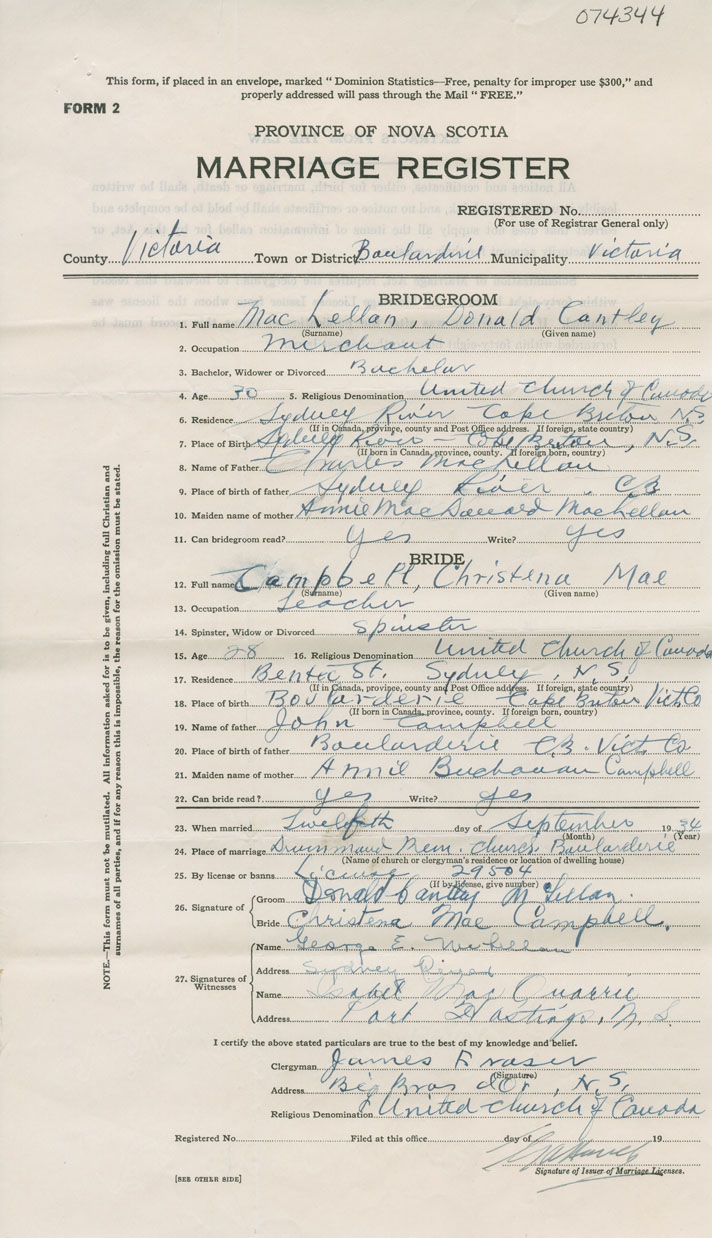 074344
This form, if placed in an envelope, marked " Dominion Statistics—Free, penalty for improper use $300," and
properly addressed will pass through the Mail " FREE."
FORM 2
PROVINCE OF NOVA SCOTIA
MARRIAGE REGISTER
REGISTERED No.
(For use of Registrar General only)
County Victoria Town or District Boulardrie Municipality Victoria
BRIDEGROOM
1. Full name MacLellan, Donald Cantley
(Surname) (Given name)
2. Occupation Merchant
3. Bachelor, Widower or Divorced Bachelor
4. Age 30 5. Religious Denomination United Church of Canada
6. Residence Sydney River Cape Breton N.S.
(If in Canada, province, county and Post Office address. If foreign, state country)
7. Place of Birth Sydney River - Cape Breton, N.S.
(If born in Canada, province, county. If foreign born, country)
8. Name of Father Charles MacLellan
9. Place of birth of father Sydney River, C.B
10. Maiden name of mother Annie MacDonald MacLellan
11. Can bridegroom read? Yes Write? Yes
BRIDE
12. Full name Campbell, Christena Mae
(Surname) (Given name)
13. Occupation Teacher
14. Spinster, Widow or Divorced Spinster
15. Age 28 16. Religious Denomination United Church of Canada
17. Residence St. Sydney, N.S.
(If in Canada, province, county and Post Office address. If foreign, state country)
18. Place of birth Boularderie Cape Breton Vict. Co
(If born in Canada, province, county. If foreign born, country)
19. Name of father John Campbell
20. Place of birth of father Boularderie C.B. Vict. Co
21. Maiden name of mother Annie Buchanan Campbell
22. Can bride read? yes Write? yes
23. When married Twelfth day of September 1934
(Month) (Year)
24. Place of marriage Drummond Mem. Church Boularderie
(Name of church or clergyman's residence or location of dwelling house)
25. By license or banns License 29504
(If by license, give number)
26. Signature of
Groom Donald Cantley McLellan.
Bride Christena Mae Campbell.
27. Signatures of
Witnesses
Name George E.
Address Sydney River
Name Isabel MacQuarrie
Address Port Hastings, N.S.
I certify the above stated particulars are true to the best of my knowledge and belief.
Clergyman James Fraser
(Signature)
Address Big Bras d'Or, N.S.
Religious Denomination United Church of Canada
Registered No. Filed at this office day of 19
Signature of Issuer of Marriage Licenses.
[SEE OTHER SIDE]
NOTE.—This form must not be mutilated. All information asked for is to be given, including full Christian and
surnames of all parties, and if for any reason this is impossible, the reason for the omission must be stated.